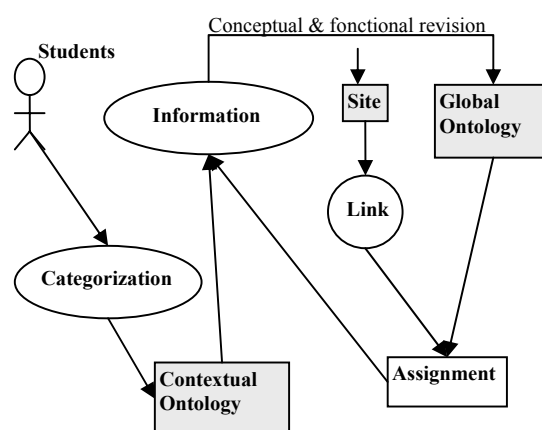 Conceptual & fonctional revision
Students
Information
Site
Global
Ontology
Link
Categorization
Contextual
Ontology
Assignment